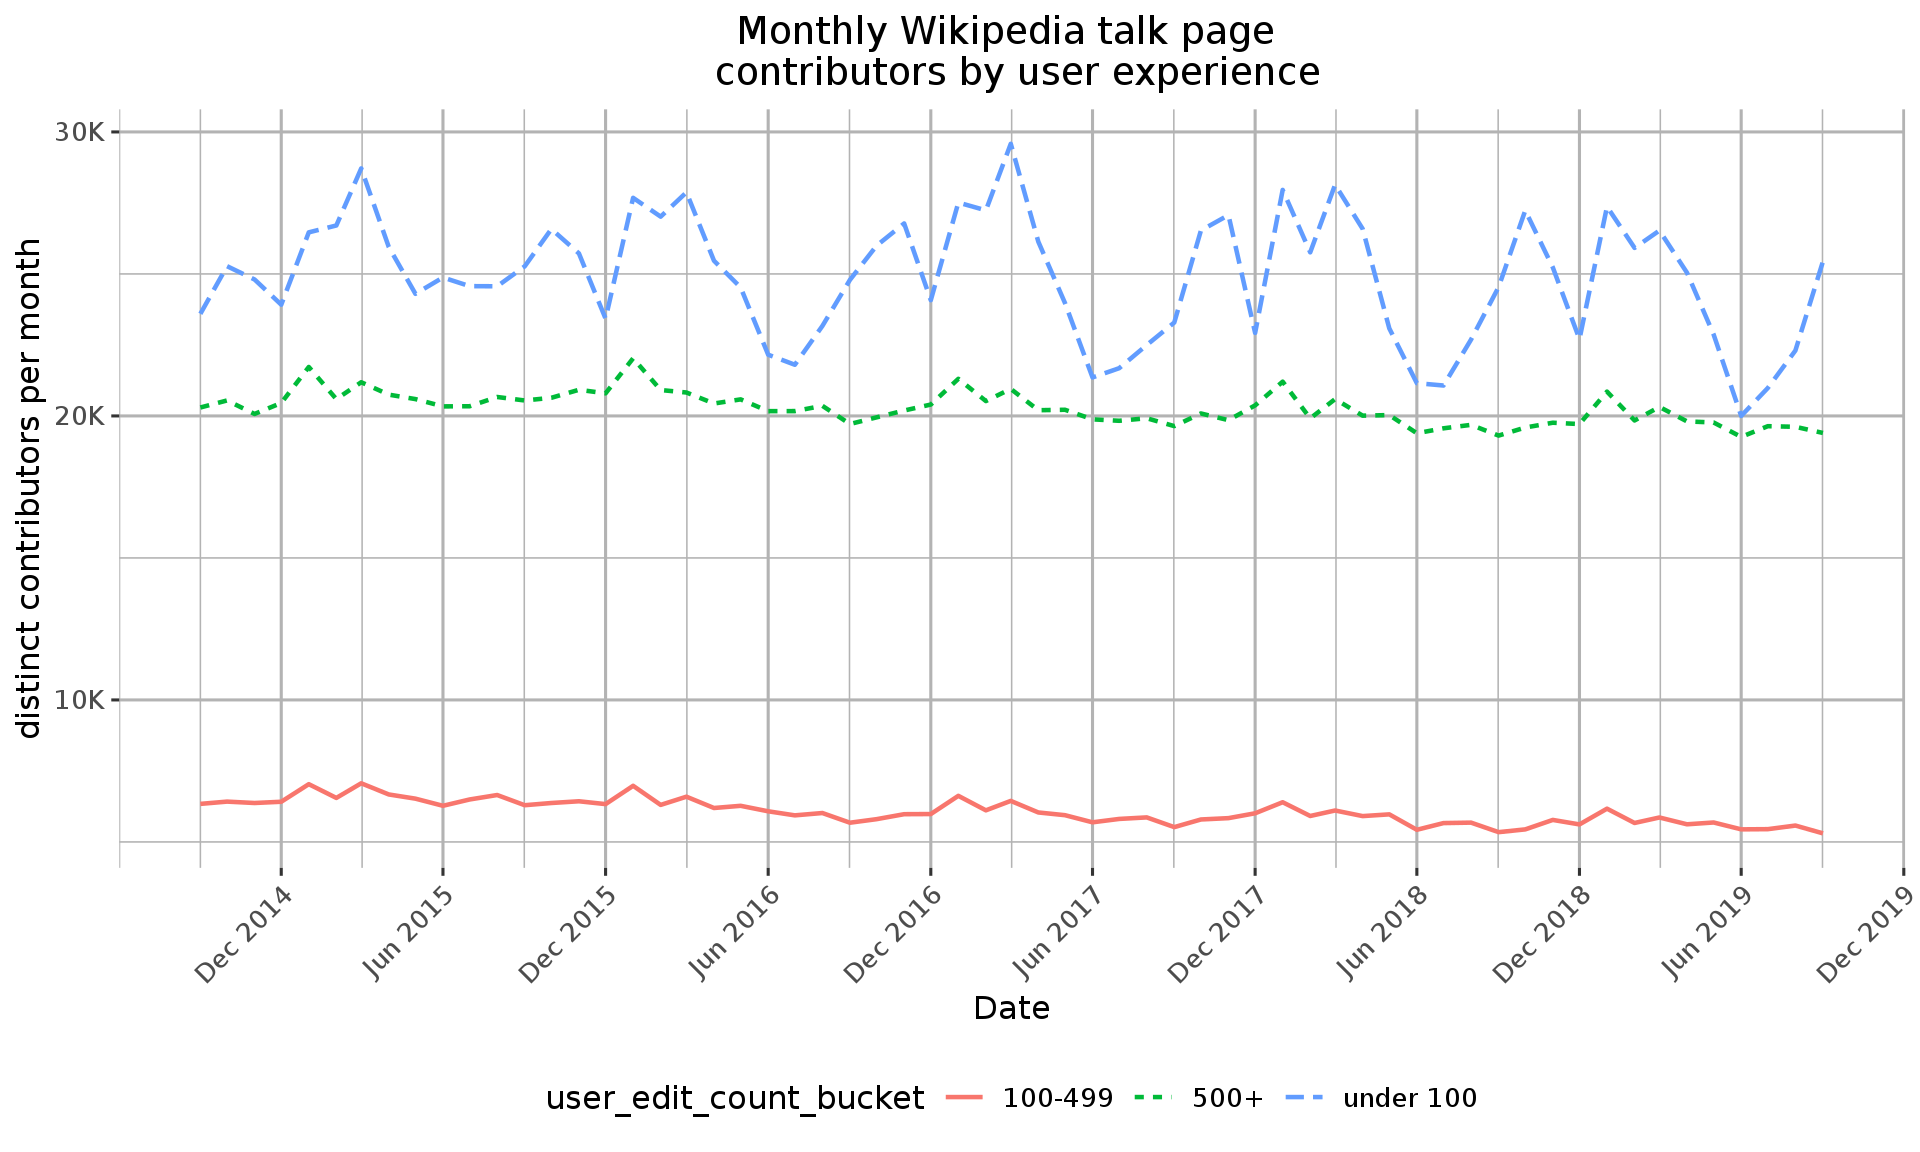 Monthly Wikipedia talk page
contributors by user experience
distinct contributors per month
30K
20K
10K
Dec 2014
Jun 2015
Dec 2015
Jun 2016
Dec 2016
Jun 2017
Dec 2017
Jun 2018
Dec 2018
Jun 2019
Dec 2019
Date
user_edit_count_bucket 100-499 500+ under 100